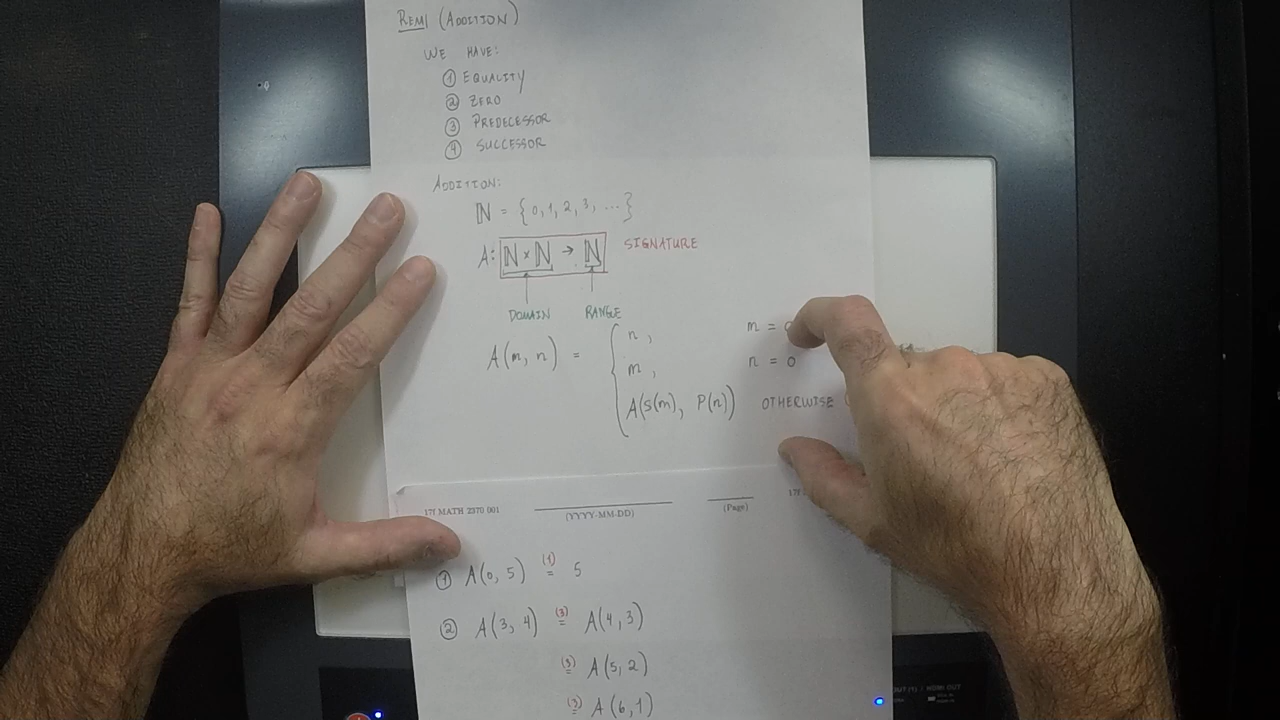 REM| (ADDITION)
WE HAVE:
① EQUALITY
② ZERO
③ PREDECESSOR
④ SUCCESSOR
ADDITION:
ℕ = {0,1,2,3, ...}
A: ℕ × ℕ → ℕ SIGNATURE
DOMAIN RANGE
n, m = 0
A(m, n) = m, n = 0
A(S(m), P(n)) OTHERWISE
17f MATH 2370 001 (YYYY-MM-DD) (Page) 17f
① A(0, 5) (1)= 5
② A(3, 4) (3)= A(4,3)
(3)= A(5, 2)
(3)= A(6,1)